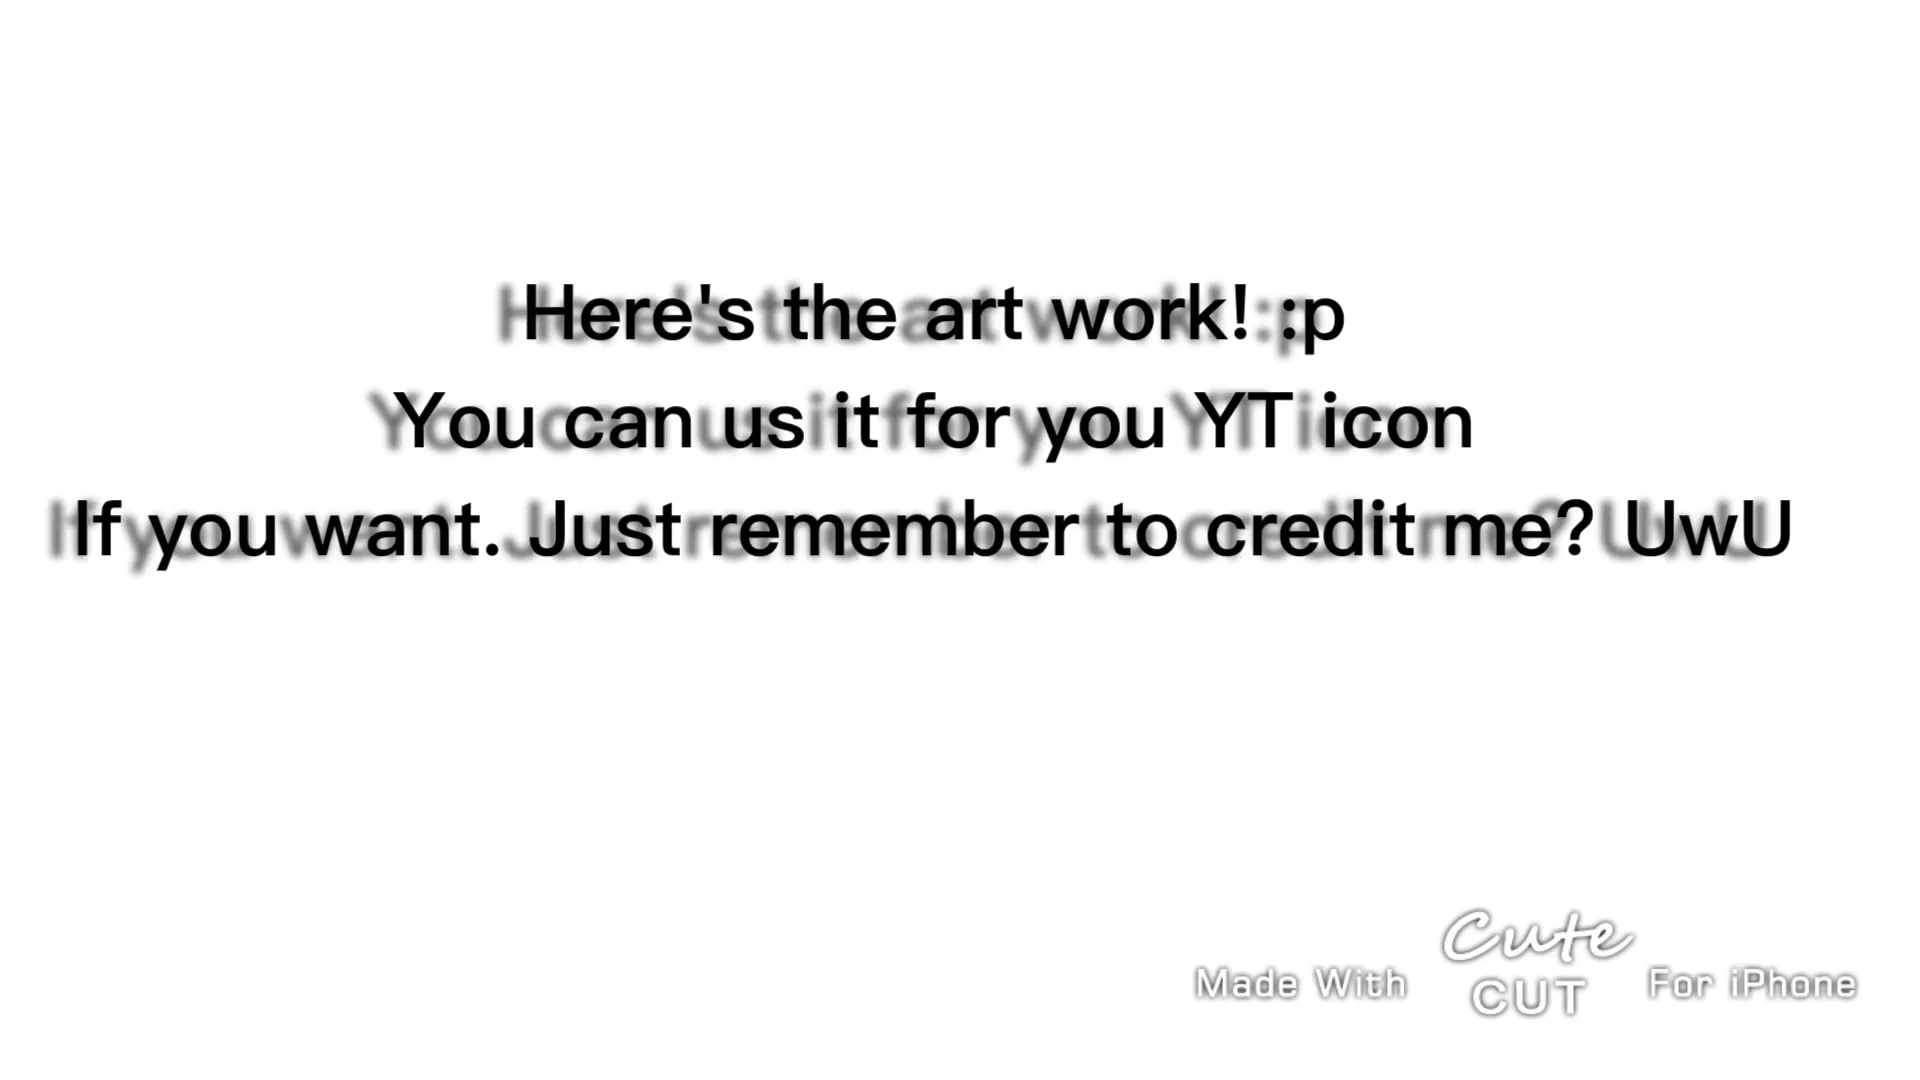 Here's the art work! :p
You can us it for you YT icon
If you want. Just remember to credit me? UwU
Made With Cute CUT For iPhone